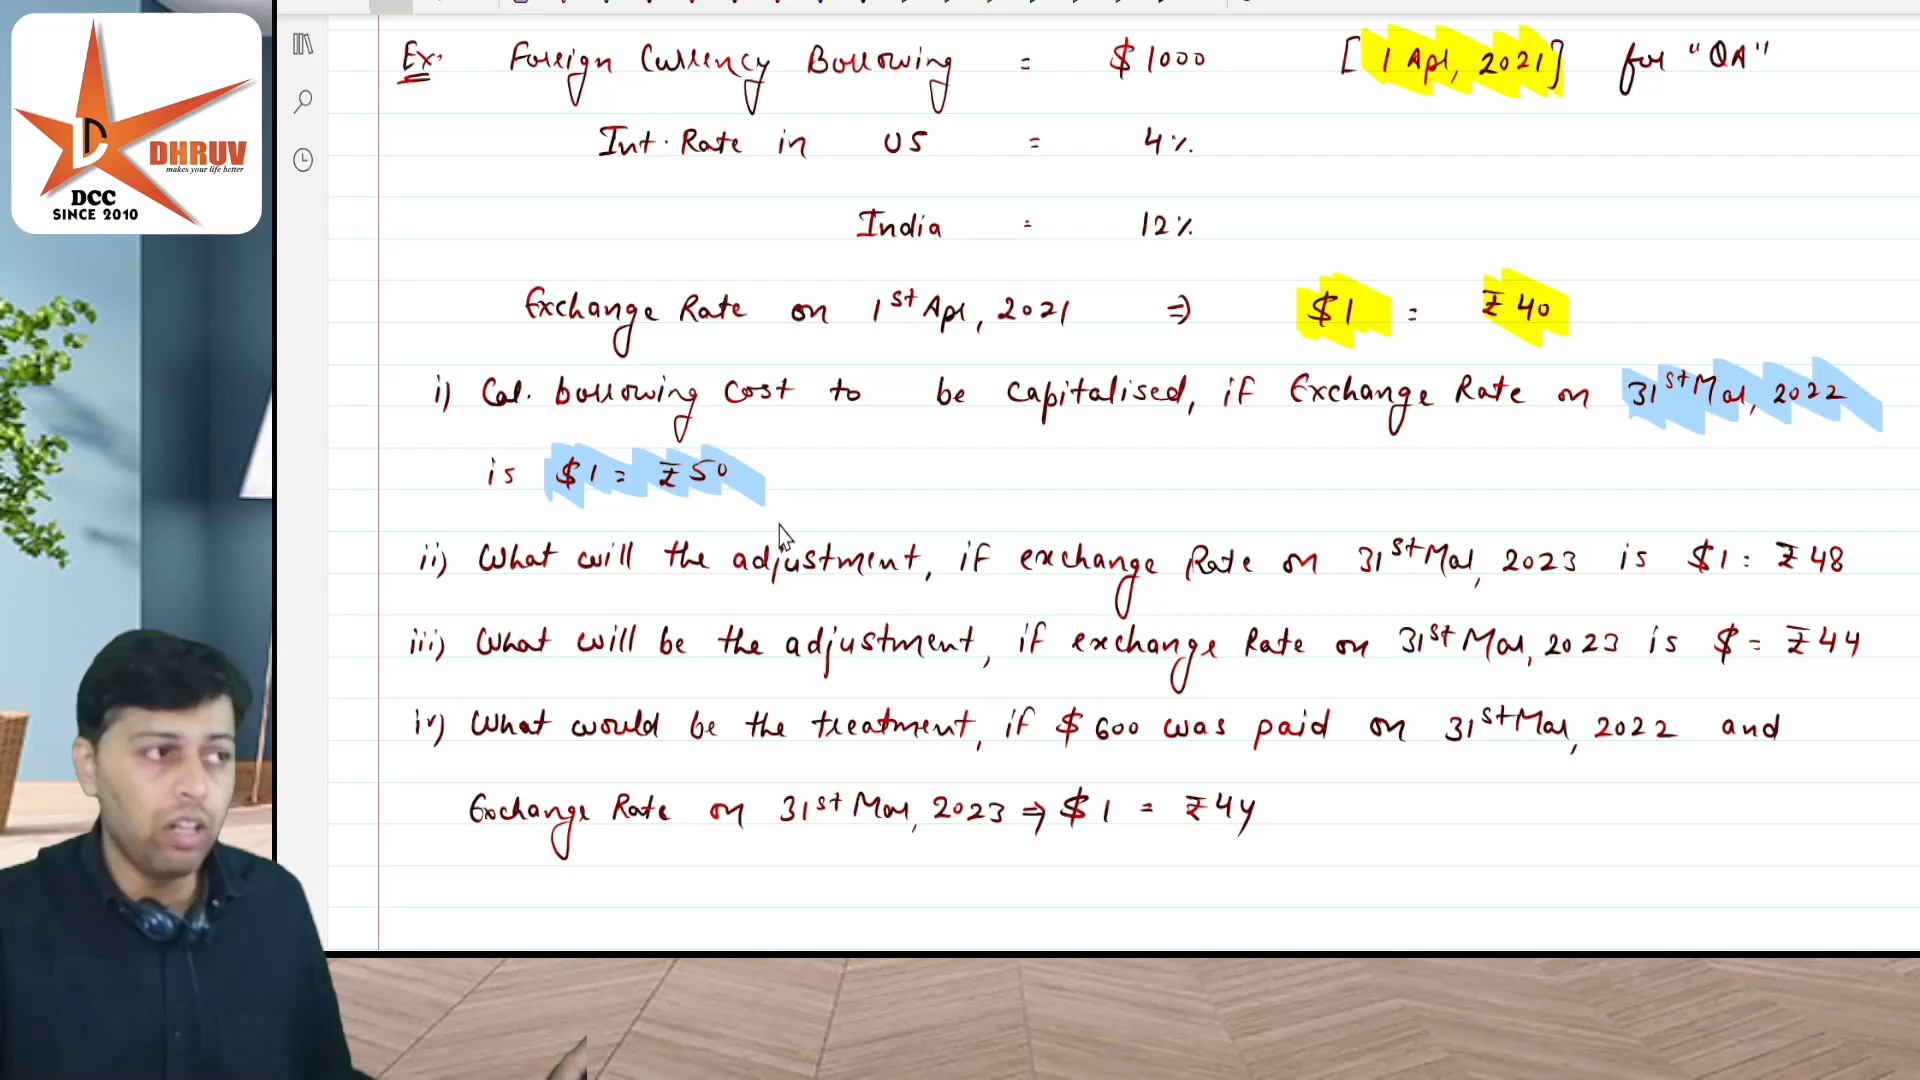 DHRUV
makes your life better
DCC
SINCE 2010
Ex. Foreign Currency Borrowing = $ 1000 [1 Apr, 2021] for "QA"
Int. Rate in US = 4%
India = 12%
Exchange Rate on 1st Apr, 2021 ⇒ $1 = ₹40
i) Cal. borrowing cost to be capitalised, if Exchange Rate on 31st Mar, 2022
is $1 = ₹50
ii) What will the adjustment, if exchange Rate on 31st Mar, 2023 is $1 = ₹48
iii) What will be the adjustment, if exchange Rate on 31st Mar, 2023 is $ = ₹44
iv) What would be the treatment, if $ 600 was paid on 31st Mar, 2022 and
Exchange Rate on 31st Mar, 2023 ⇒ $1 = ₹44